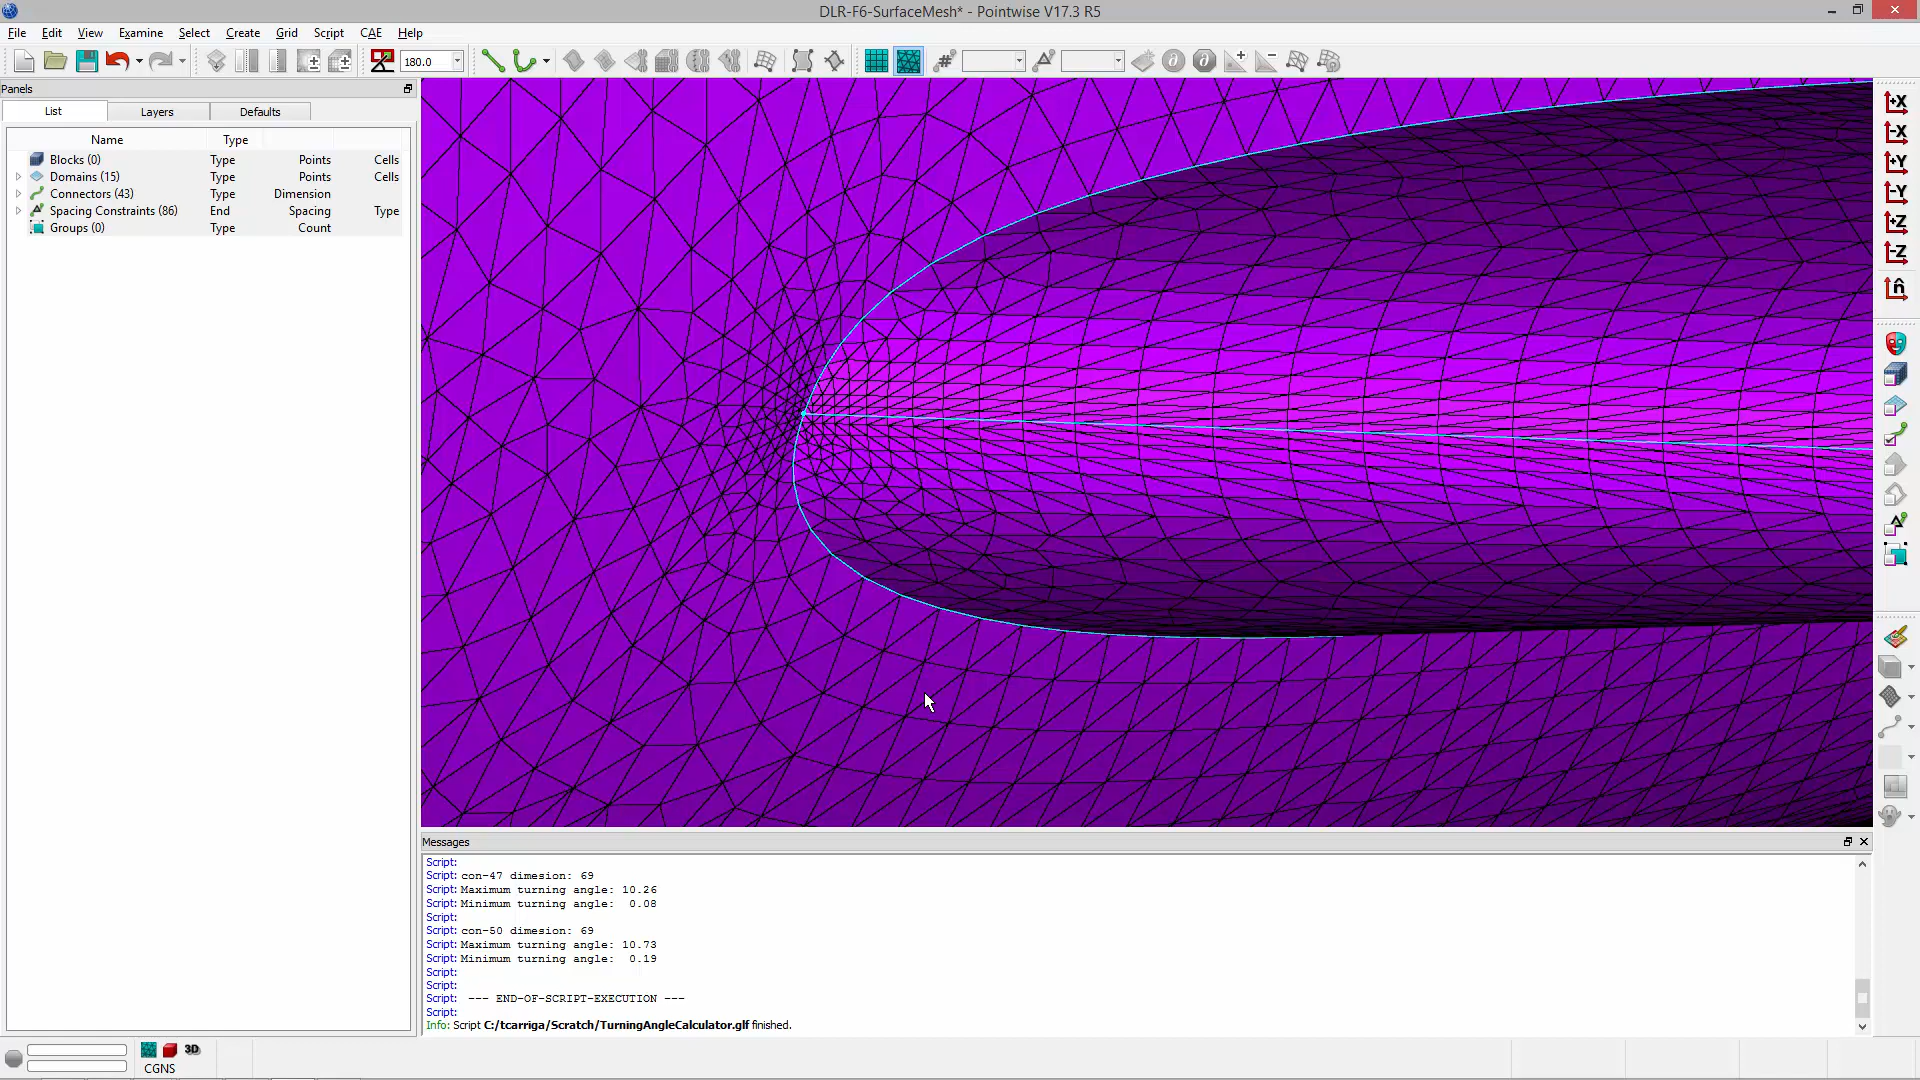 DLR-F6-SurfaceMesh* - Pointwise V17.3 R5
File Edit View Examine Select Create Grid Script CAE Help
180.0
Panels
List Layers Defaults
Name Type
Blocks (0) Type Points Cells
Domains (15) Type Points Cells
Connectors (43) Type Dimension
Spacing Constraints (86) End Spacing Type
Groups (0) Type Count
+X
-X
+Y
-Y
+Z
-Z
n̂
Messages
Script:
Script: con-47 dimesion: 69
Script: Maximum turning angle: 10.26
Script: Minimum turning angle: 0.08
Script:
Script: con-50 dimesion: 69
Script: Maximum turning angle: 10.73
Script: Minimum turning angle: 0.19
Script:
Script:
Script: --- END-OF-SCRIPT-EXECUTION ---
Script:
Info: Script C:/tcarriga/Scratch/TurningAngleCalculator.glf finished.
3D
CGNS